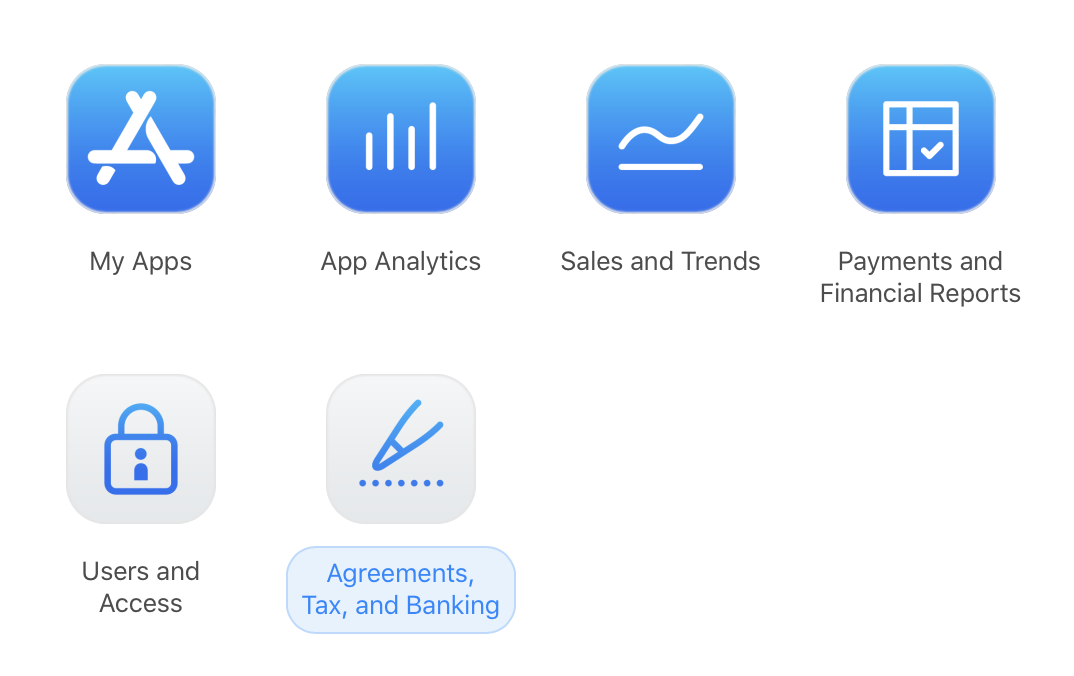 My Apps
App Analytics
Sales and Trends
Payments and
Financial Reports
Users and
Access
Agreements,
Tax, and Banking